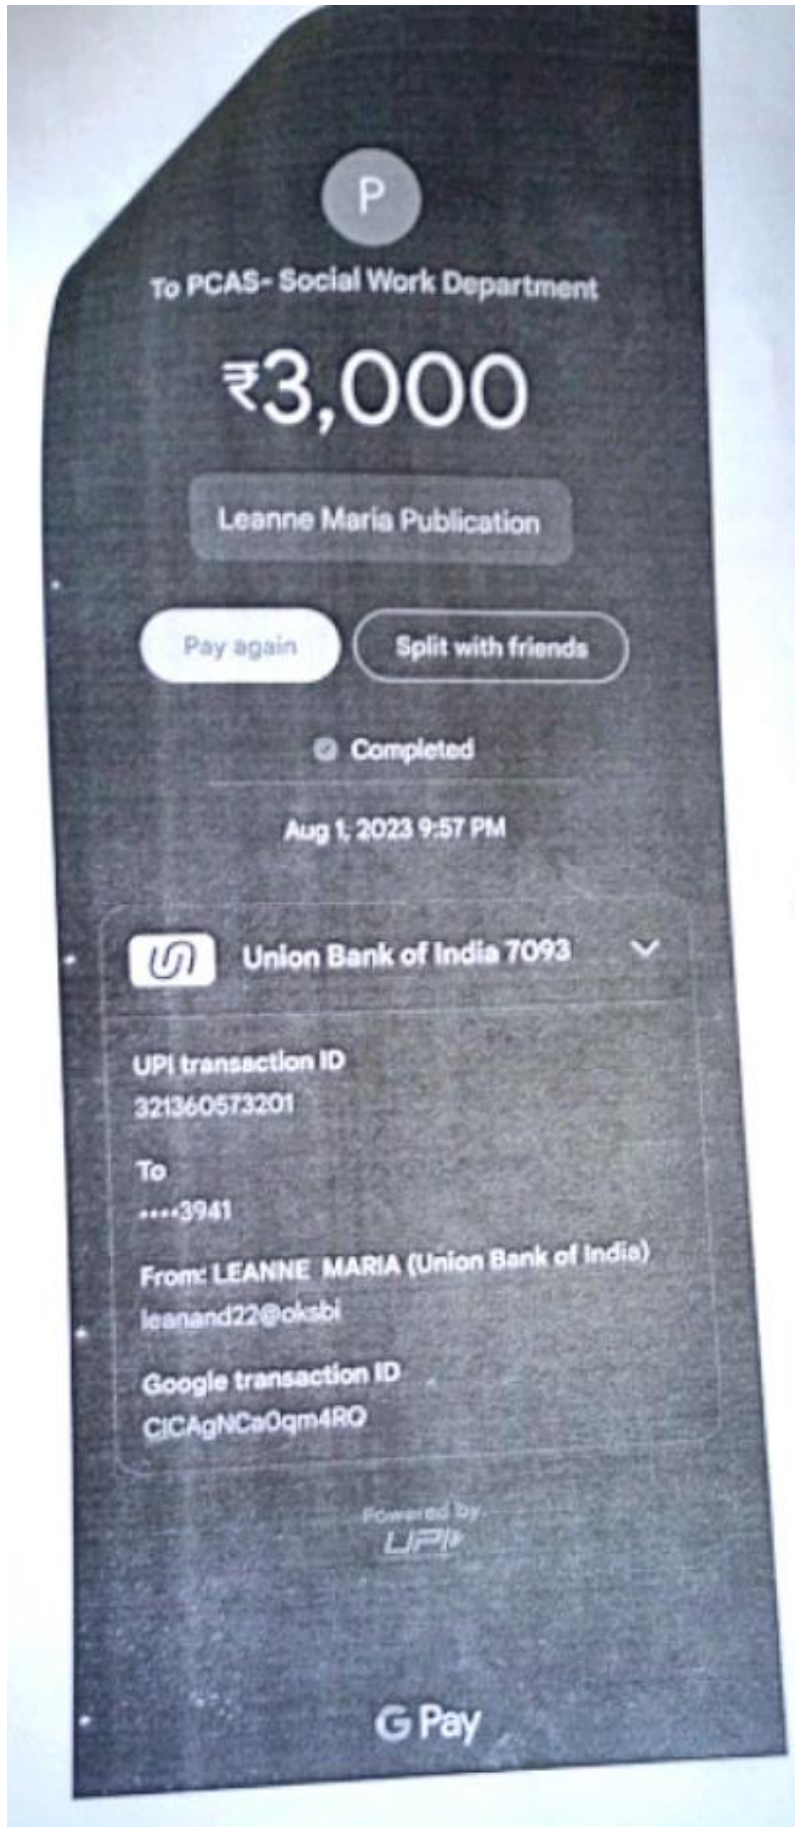 P
To PCAS- Social Work Department
₹3,000
Leanne Maria Publication
Pay again
Split with friends
Completed
Aug 1, 2023 9:57 PM
Union Bank of India 7093
UPI transaction ID
321360573201
To
••••3941
From: LEANNE MARIA (Union Bank of India)
leanand22@oksbi
Google transaction ID
CICAgNCa0qm4RQ
Powered by
UPI
G Pay